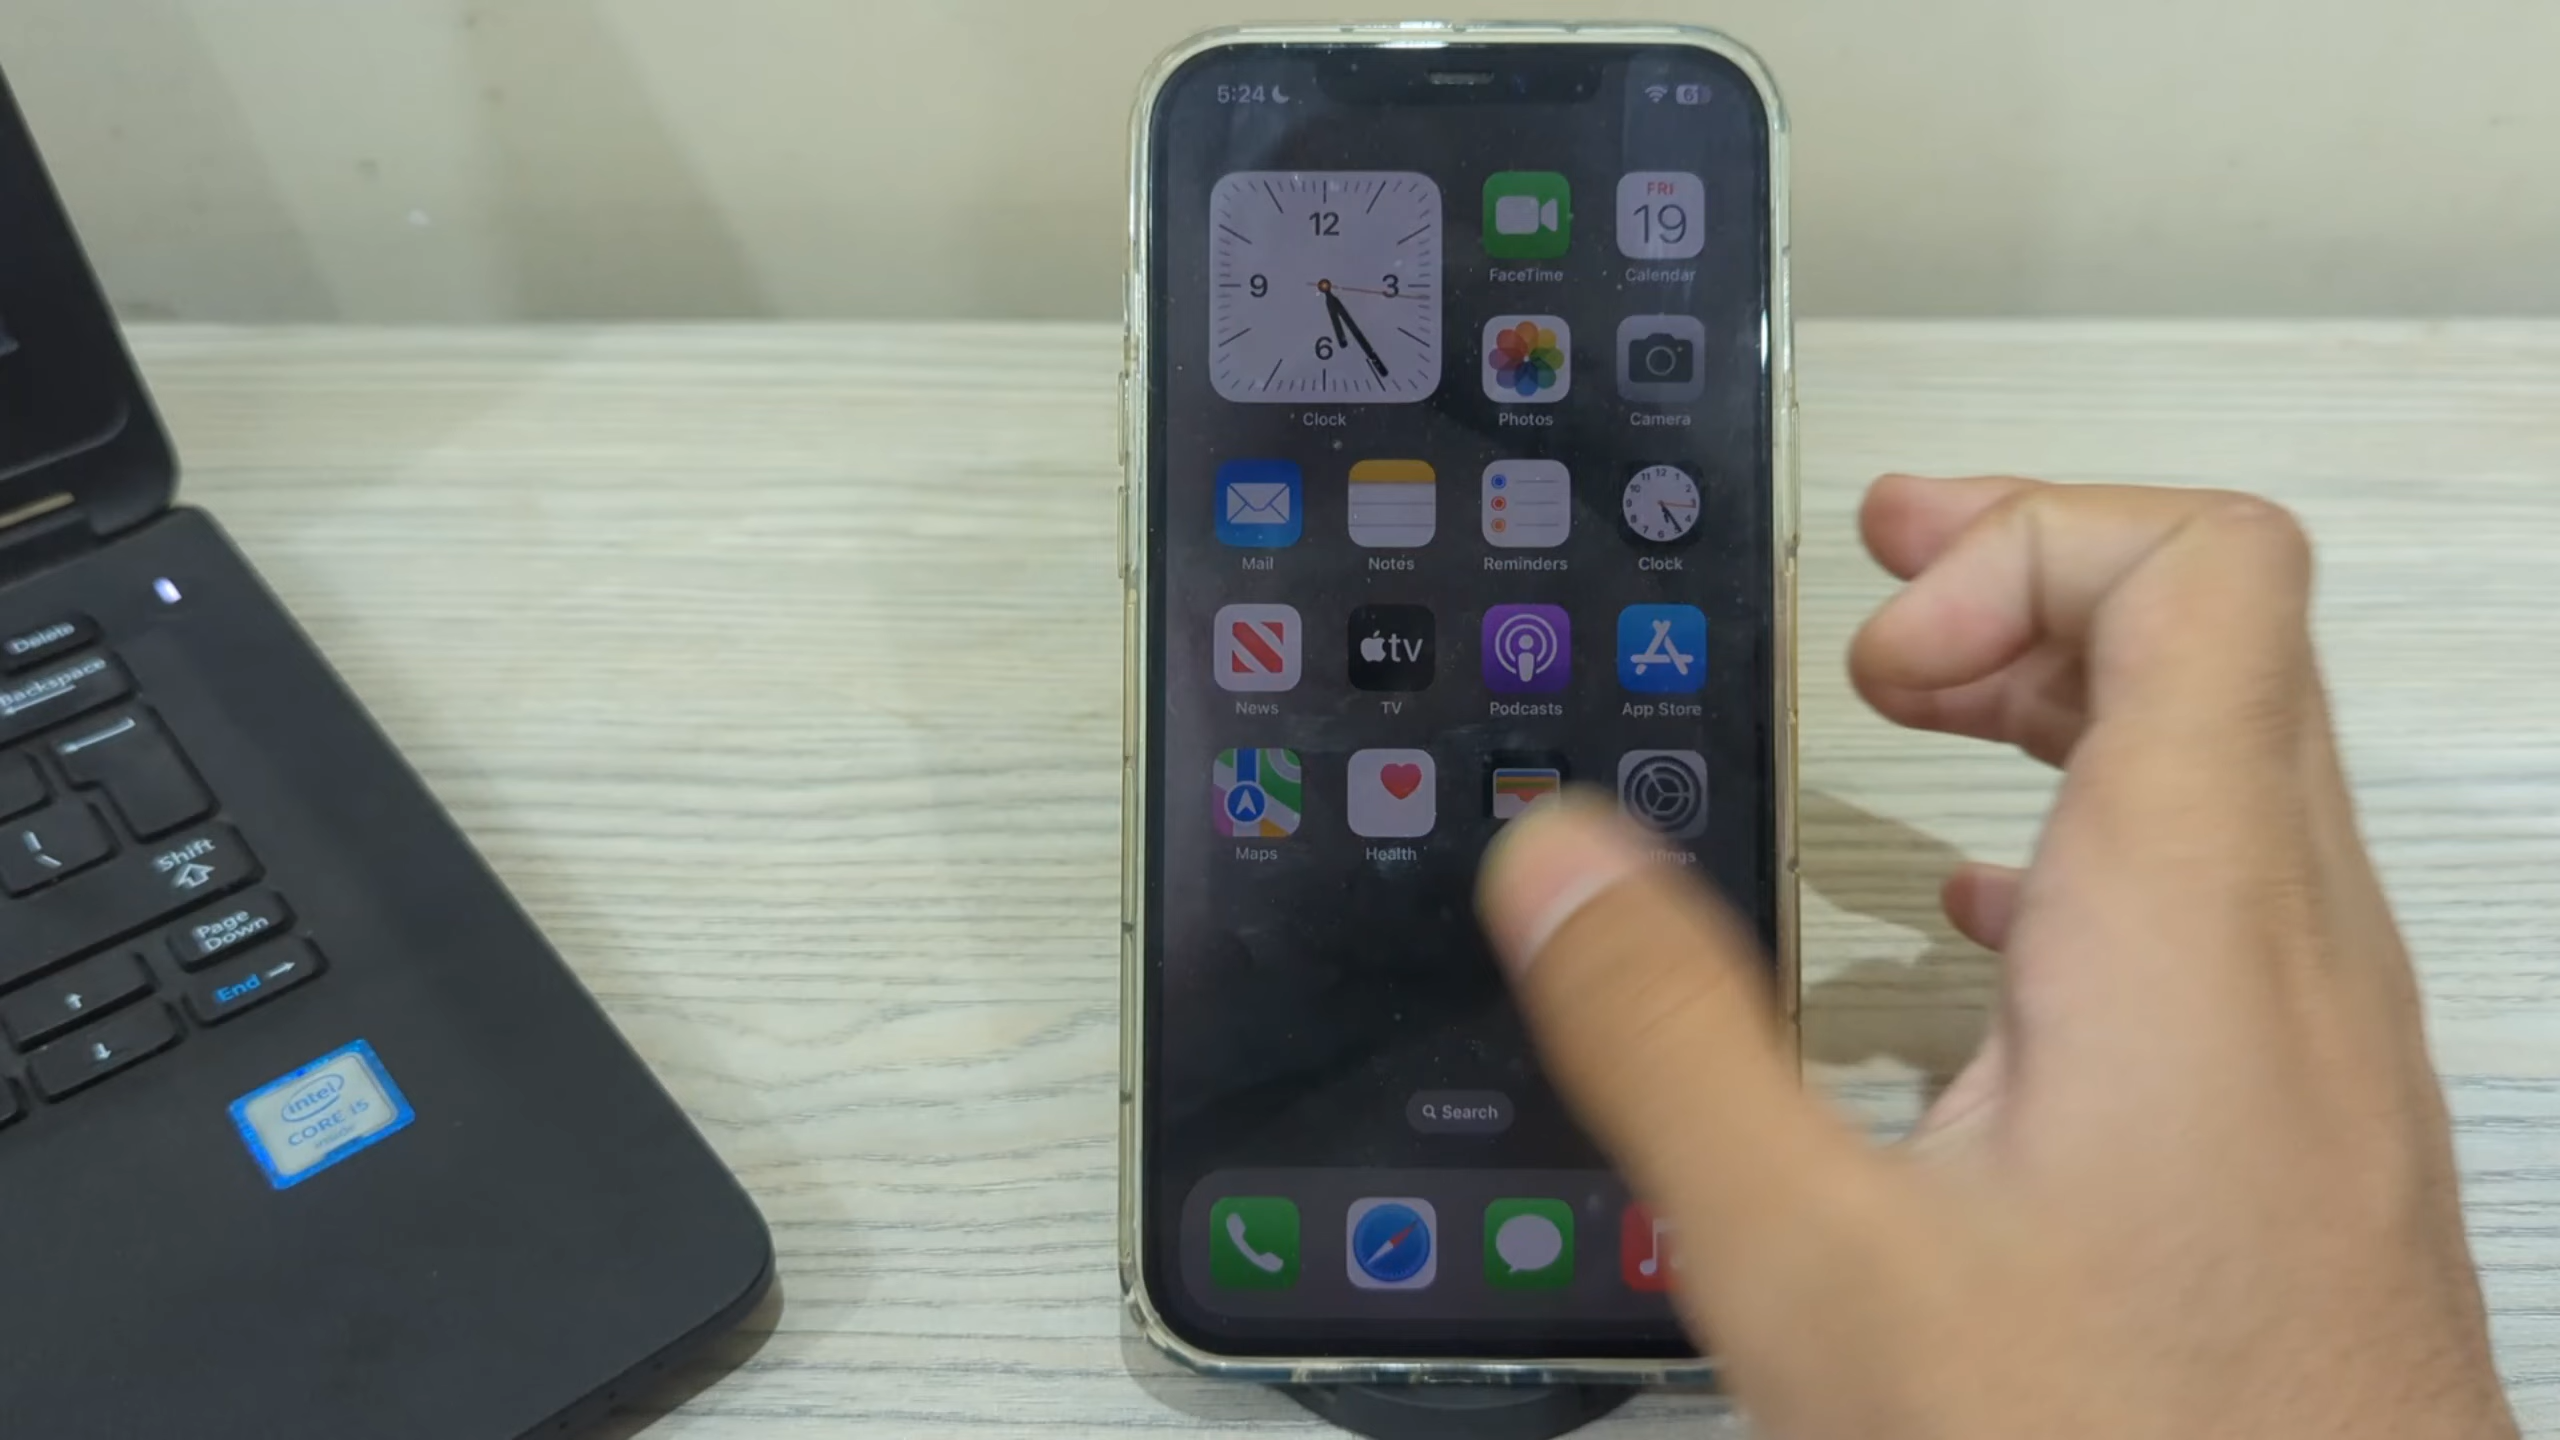 5:24
12
9 3
6
Clock
FaceTime
FRI
19
Calendar
Photos
Camera
Mail
Notes
Reminders
Clock
News
tv
TV
Podcasts
App Store
Maps
Health
Search
Delete
Backspace
Shift
Page
Down
End
intel
CORE i5
inside